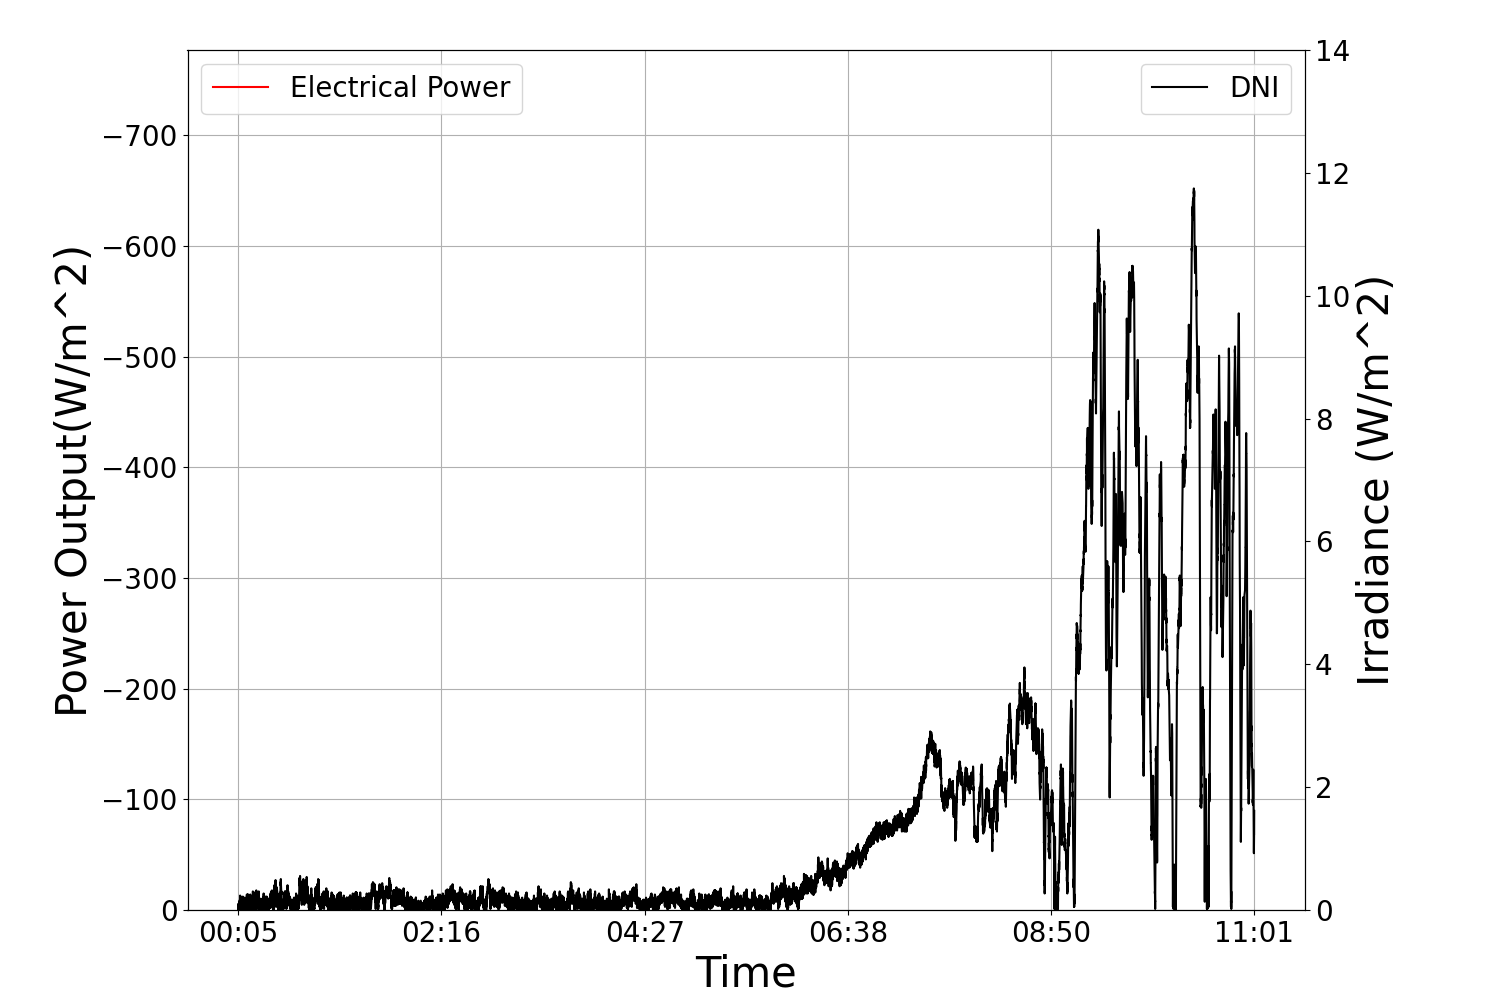 Electrical Power
DNI
Power Output(W/m^2)
−700
−600
−500
−400
−300
−200
−100
0
14
12
10
8
6
4
2
0
Irradiance (W/m^2)
00:05 02:16 04:27 06:38 08:50 11:01
Time